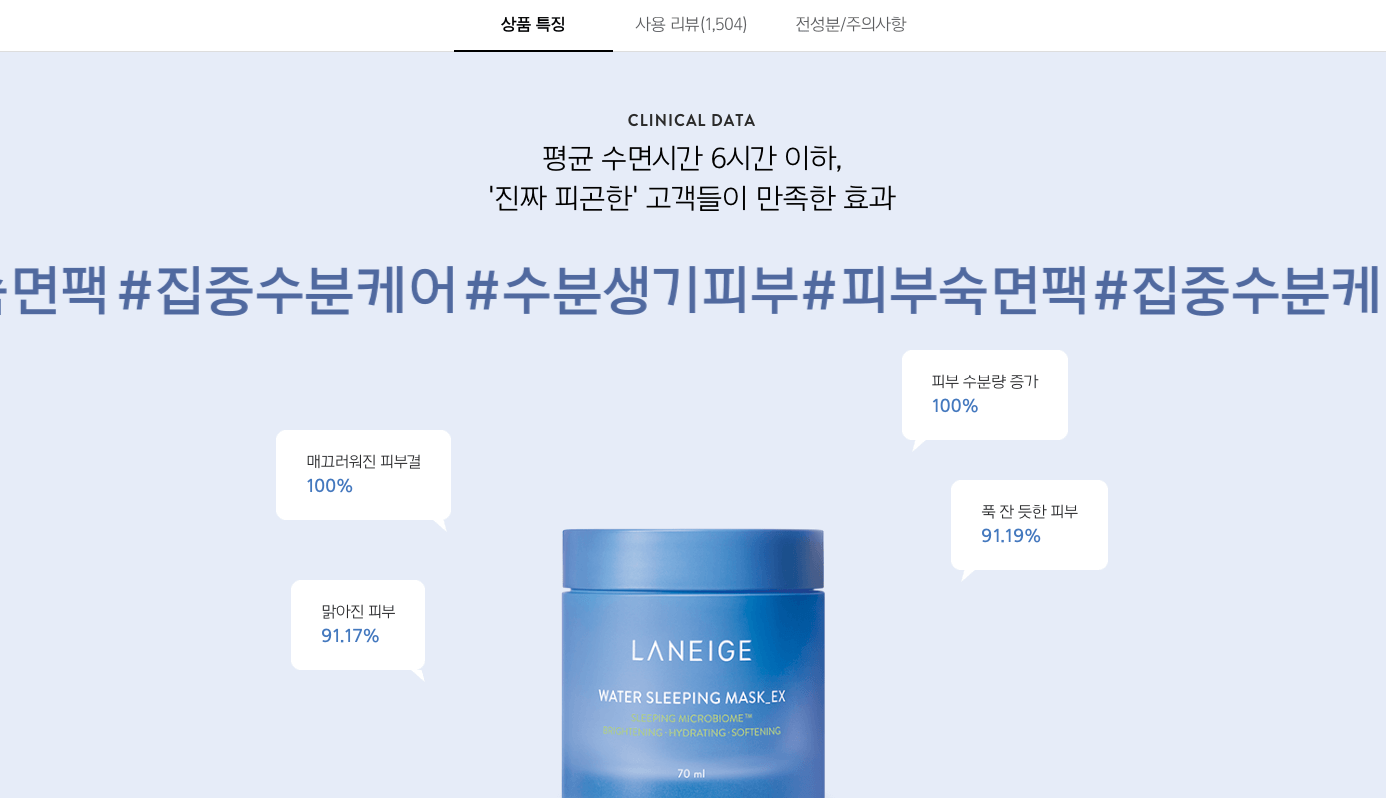 상품 특징
사용 리뷰(1,504)
전성분/주의사항
CLINICAL DATA
평균 수면시간 6시간 이하,
'진짜 피곤한' 고객들이 만족한 효과
면팩 #집중수분케어 #수분생기피부 #피부숙면팩 #집중수분케
피부 수분량 증가
100%
매끄러워진 피부결
100%
푹 잔 듯한 피부
91.19%
맑아진 피부
91.17%
LANEIGE
WATER SLEEPING MASK_EX
SLEEPING MICROBIOME™
BRIGHTENING · HYDRATING · SOFTENING
70 ml